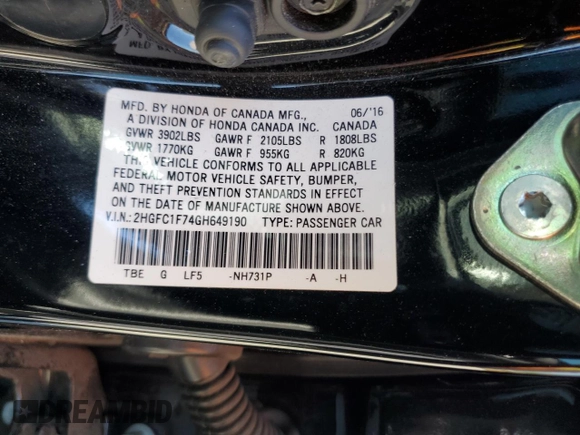 MFD. BY HONDA OF CANADA MFG., 06/'16
A DIVISION OF HONDA CANADA INC. CANADA
GVWR 3902LBS GAWR F 2105LBS R 1808LBS
GVWR 1770KG GAWR F 955KG R 820KG
THIS VEHICLE CONFORMS TO ALL APPLICABLE
FEDERAL MOTOR VEHICLE SAFETY, BUMPER,
AND THEFT PREVENTION STANDARDS IN EFFECT
ON THE DATE OF MANUFACTURE SHOWN ABOVE.
V.I.N.: 2HGFC1F74GH649190 TYPE: PASSENGER CAR
TBE G LF5 -NH731P -A -H
DREAMBID